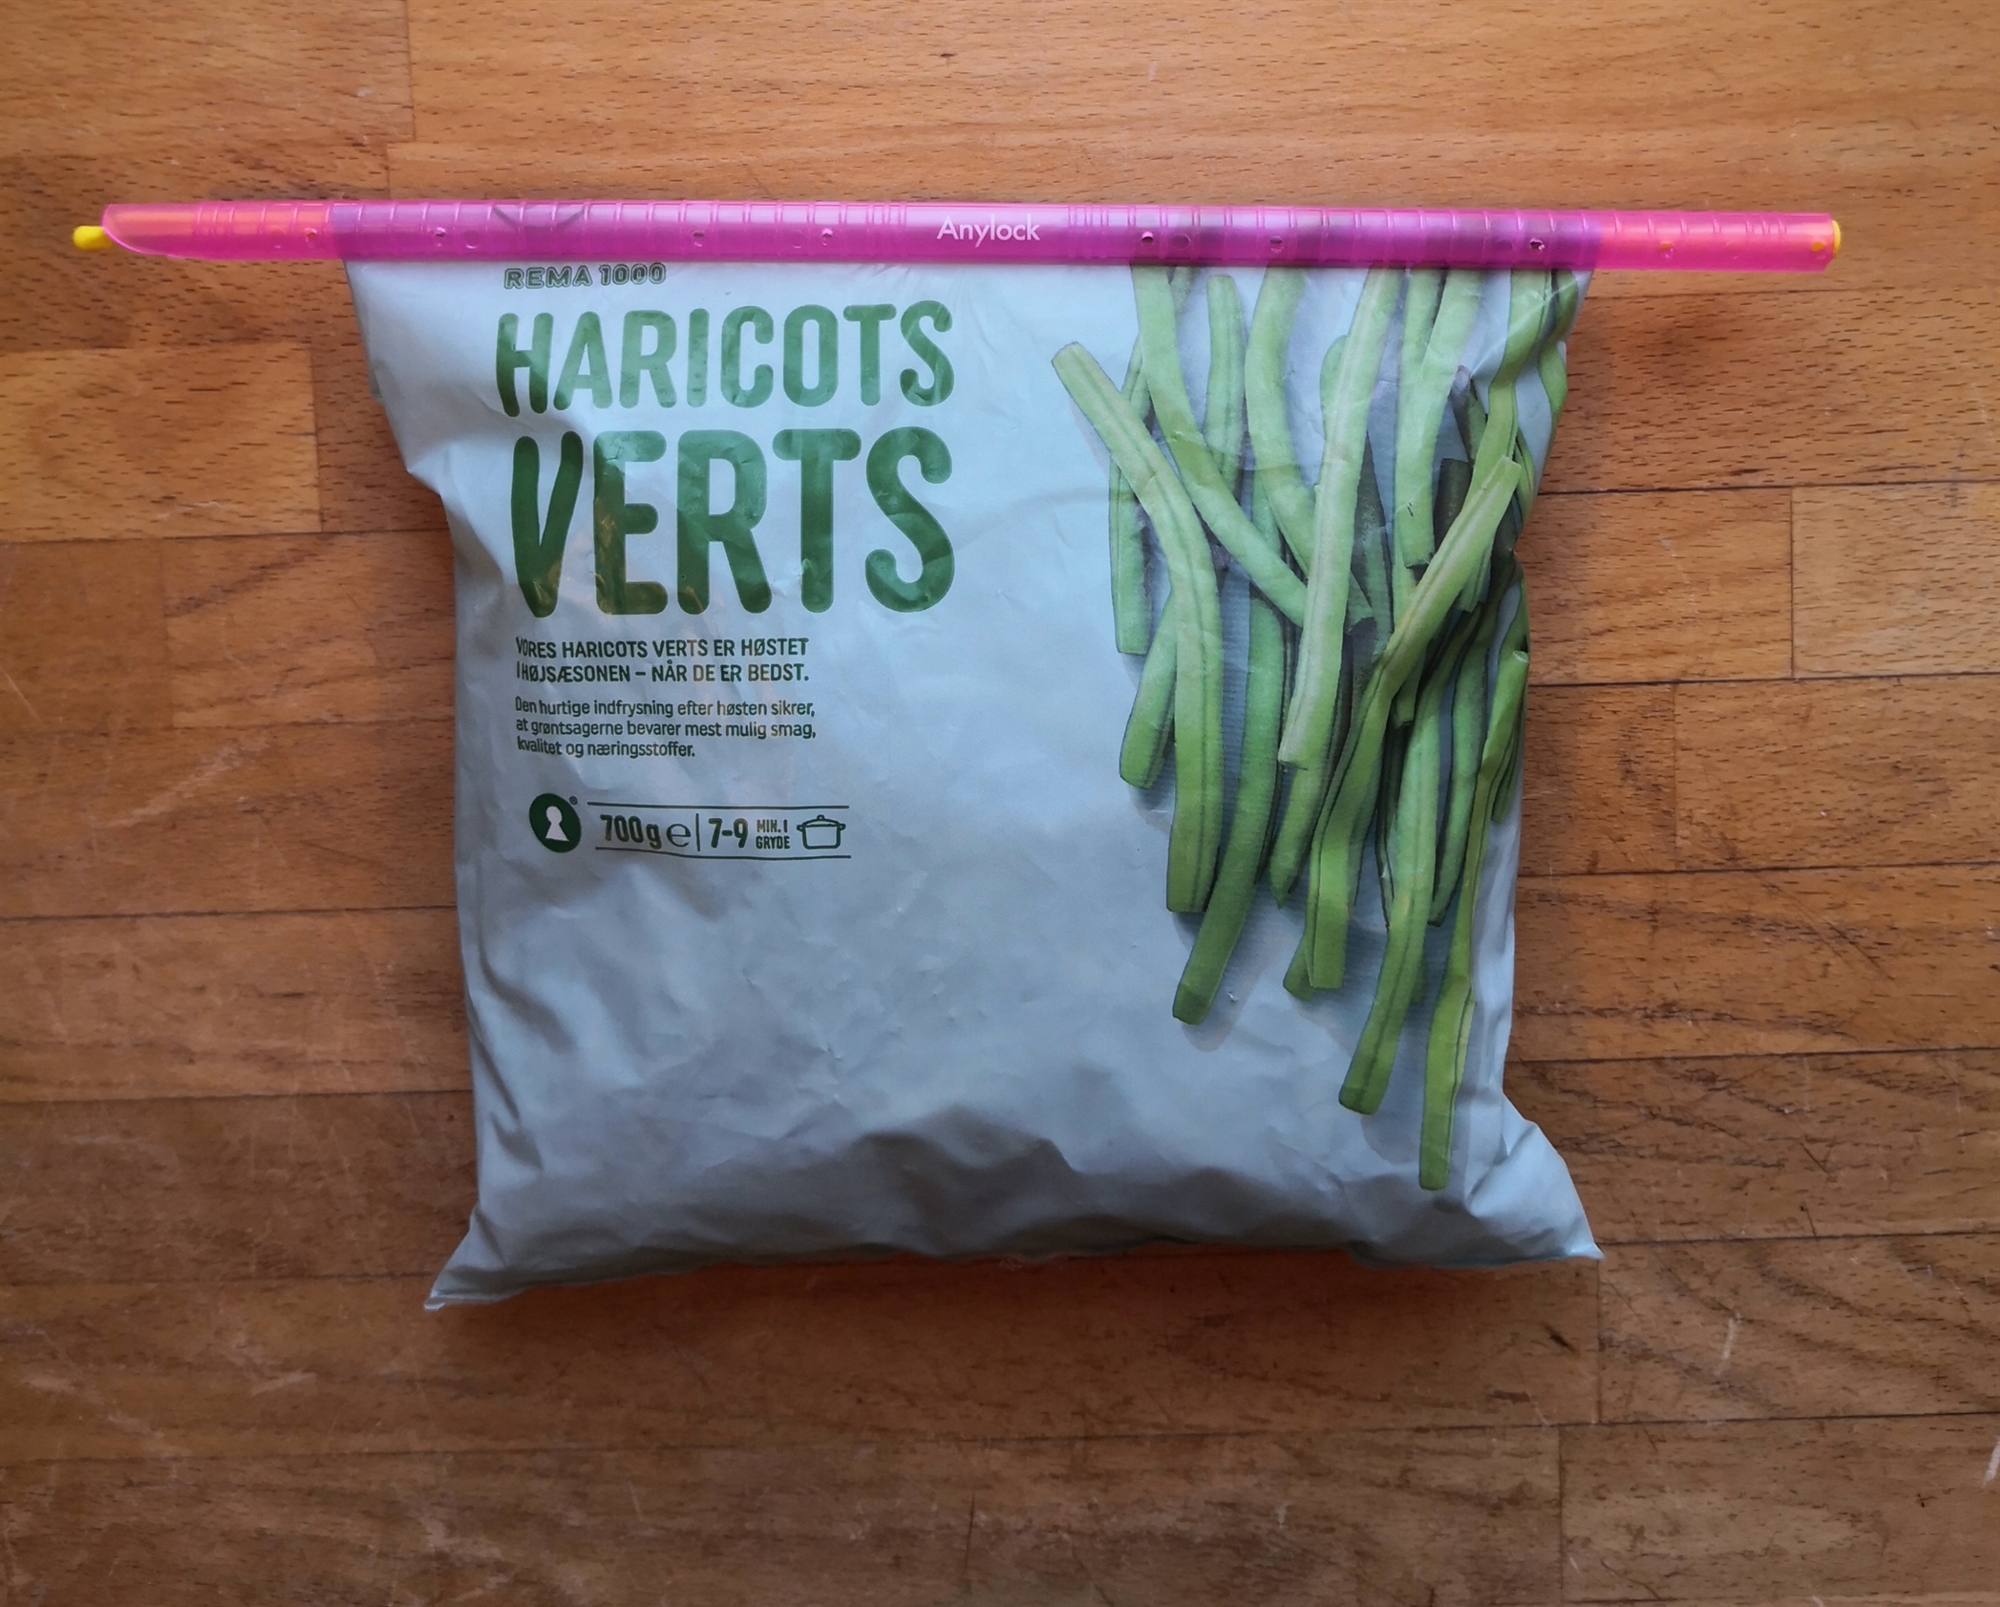 Anylock
REMA 1000
HARICOTS
VERTS
VORES HARICOTS VERTS ER HØSTET
I HØJSÆSONEN – NÅR DE ER BEDST.
Den hurtige indfrysning efter høsten sikrer,
at grøntsagerne bevarer mest mulig smag,
kvalitet og næringsstoffer.
®
700g ℮ | 7-9 MIN. I
GRYDE